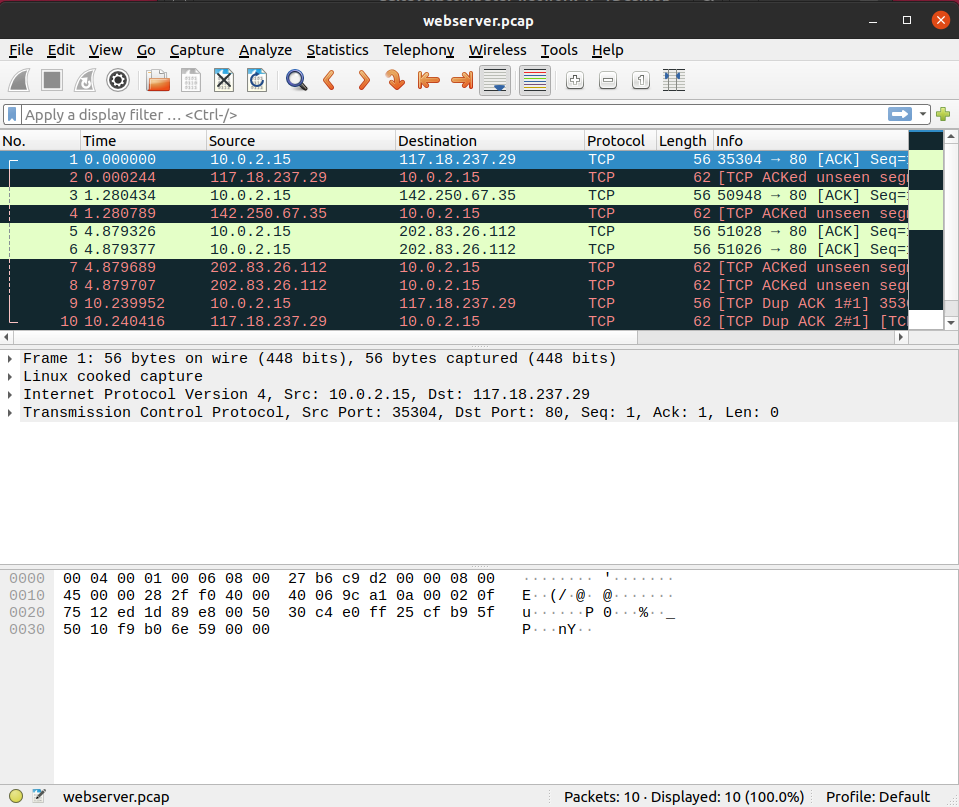 webserver.pcap
File Edit View Go Capture Analyze Statistics Telephony Wireless Tools Help
Apply a display filter … <Ctrl-/>
No. Time Source Destination Protocol Length Info
1 0.000000 10.0.2.15 117.18.237.29 TCP 56 35304 → 80 [ACK] Seq=
2 0.000244 117.18.237.29 10.0.2.15 TCP 62 [TCP ACKed unseen seg
3 1.280434 10.0.2.15 142.250.67.35 TCP 56 50948 → 80 [ACK] Seq=
4 1.280789 142.250.67.35 10.0.2.15 TCP 62 [TCP ACKed unseen seg
5 4.879326 10.0.2.15 202.83.26.112 TCP 56 51028 → 80 [ACK] Seq=
6 4.879377 10.0.2.15 202.83.26.112 TCP 56 51026 → 80 [ACK] Seq=
7 4.879689 202.83.26.112 10.0.2.15 TCP 62 [TCP ACKed unseen seg
8 4.879707 202.83.26.112 10.0.2.15 TCP 62 [TCP ACKed unseen seg
9 10.239952 10.0.2.15 117.18.237.29 TCP 56 [TCP Dup ACK 1#1] 353
10 10.240416 117.18.237.29 10.0.2.15 TCP 62 [TCP Dup ACK 2#1] [TC
Frame 1: 56 bytes on wire (448 bits), 56 bytes captured (448 bits)
Linux cooked capture
Internet Protocol Version 4, Src: 10.0.2.15, Dst: 117.18.237.29
Transmission Control Protocol, Src Port: 35304, Dst Port: 80, Seq: 1, Ack: 1, Len: 0
0000 00 04 00 01 00 06 08 00 27 b6 c9 d2 00 00 08 00 ········ '·······
0010 45 00 00 28 2f f0 40 00 40 06 9c a1 0a 00 02 0f E··(/·@· @·······
0020 75 12 ed 1d 89 e8 00 50 30 c4 e0 ff 25 cf b9 5f u······P 0···%··_
0030 50 10 f9 b0 6e 59 00 00 P···nY··
webserver.pcap Packets: 10 · Displayed: 10 (100.0%) Profile: Default